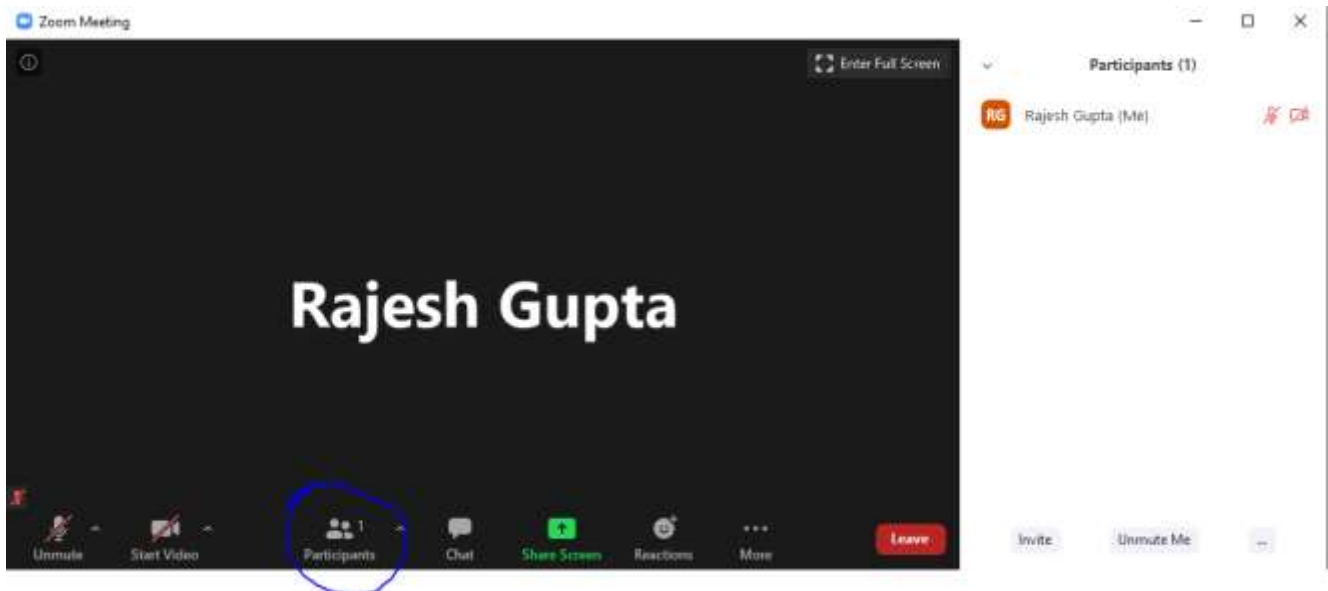 Zoom Meeting
Enter Full Screen
Participants (1)
RG
Rajesh Gupta (Me)
Rajesh Gupta
1
Unmute
Start Video
Participants
Chat
Share Screen
Reactions
More
Leave
Invite
Unmute Me
...